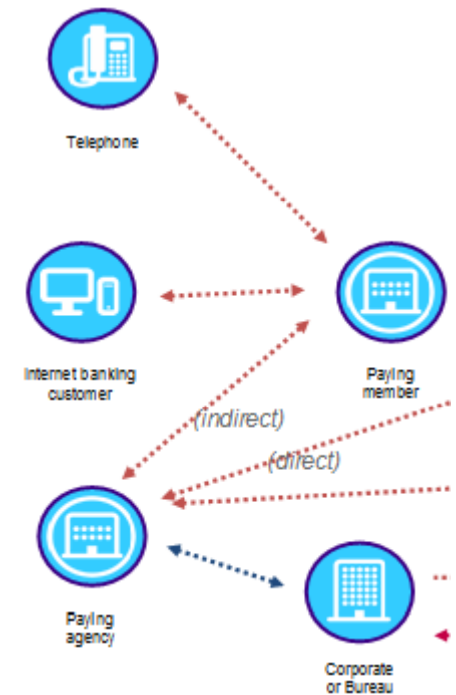 Telephone
Internet banking
customer
Paying
member
(indirect)
(direct)
Paying
agency
Corporate
or Bureau